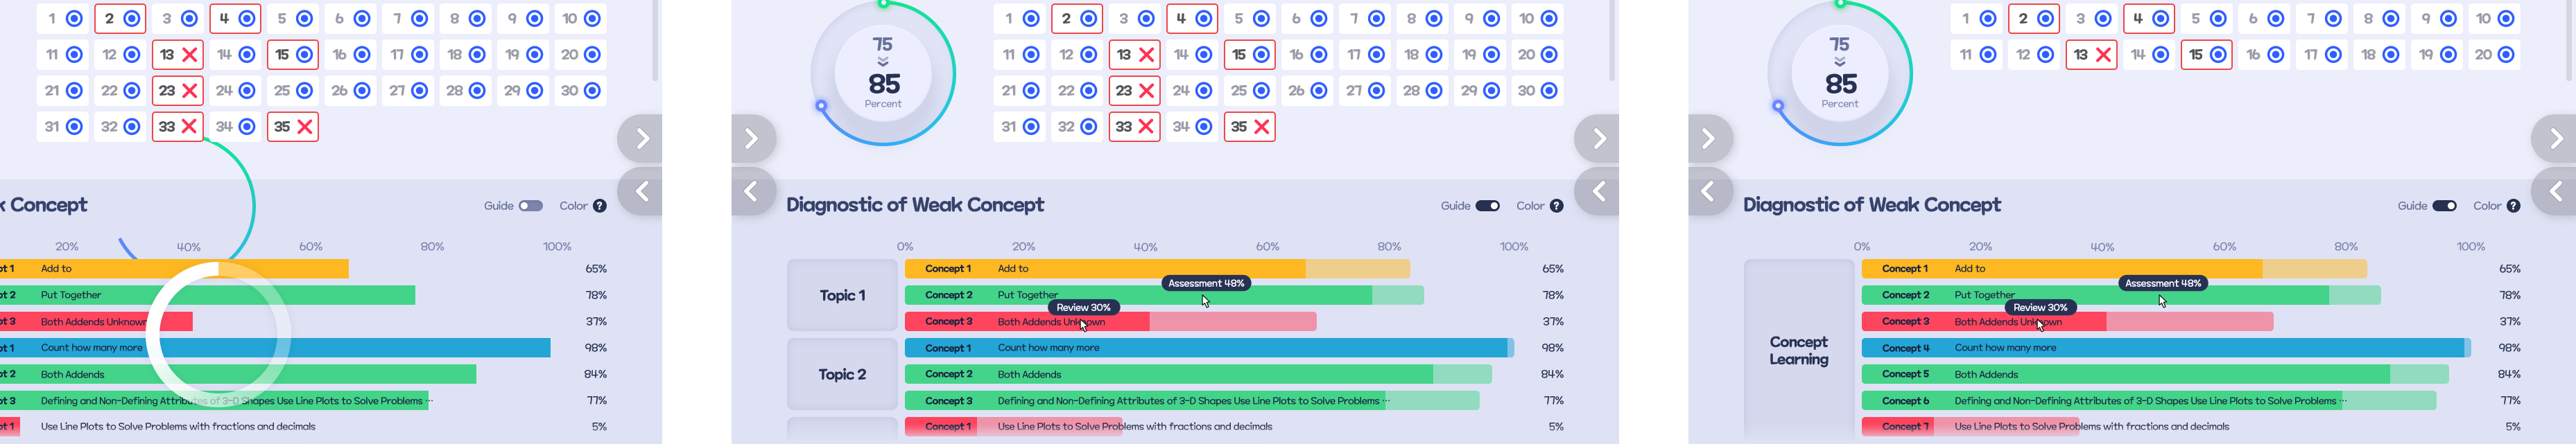 1 2 3 4 5 6 7 8 9 10
11 12 13 14 15 16 17 18 19 20
21 22 23 24 25 26 27 28 29 30
31 32 33 34 35
k Concept
Guide Color ?
20% 40% 60% 80% 100%
pt 1 Add to 65%
pt 2 Put Together 78%
pt 3 Both Addends Unknown 37%
pt 1 Count how many more 98%
pt 2 Both Addends 84%
pt 3 Defining and Non-Defining Attributes of 3-D Shapes Use Line Plots to Solve Problems ··· 77%
pt 1 Use Line Plots to Solve Problems with fractions and decimals 5%
75
85
Percent
1 2 3 4 5 6 7 8 9 10
11 12 13 14 15 16 17 18 19 20
21 22 23 24 25 26 27 28 29 30
31 32 33 34 35
Diagnostic of Weak Concept
Guide Color ?
0% 20% 40% 60% 80% 100%
Topic 1
Concept 1 Add to 65%
Assessment 48%
Concept 2 Put Together 78%
Review 30%
Concept 3 Both Addends Unknown 37%
Topic 2
Concept 1 Count how many more 98%
Concept 2 Both Addends 84%
Concept 3 Defining and Non-Defining Attributes of 3-D Shapes Use Line Plots to Solve Problems ··· 77%
Concept 1 Use Line Plots to Solve Problems with fractions and decimals 5%
75
85
Percent
1 2 3 4 5 6 7 8 9 10
11 12 13 14 15 16 17 18 19 20
Diagnostic of Weak Concept
Guide Color ?
0% 20% 40% 60% 80% 100%
Concept
Learning
Concept 1 Add to 65%
Assessment 48%
Concept 2 Put Together 78%
Review 30%
Concept 3 Both Addends Unknown 37%
Concept 4 Count how many more 98%
Concept 5 Both Addends 84%
Concept 6 Defining and Non-Defining Attributes of 3-D Shapes Use Line Plots to Solve Problems ··· 77%
Concept 7 Use Line Plots to Solve Problems with fractions and decimals 5%